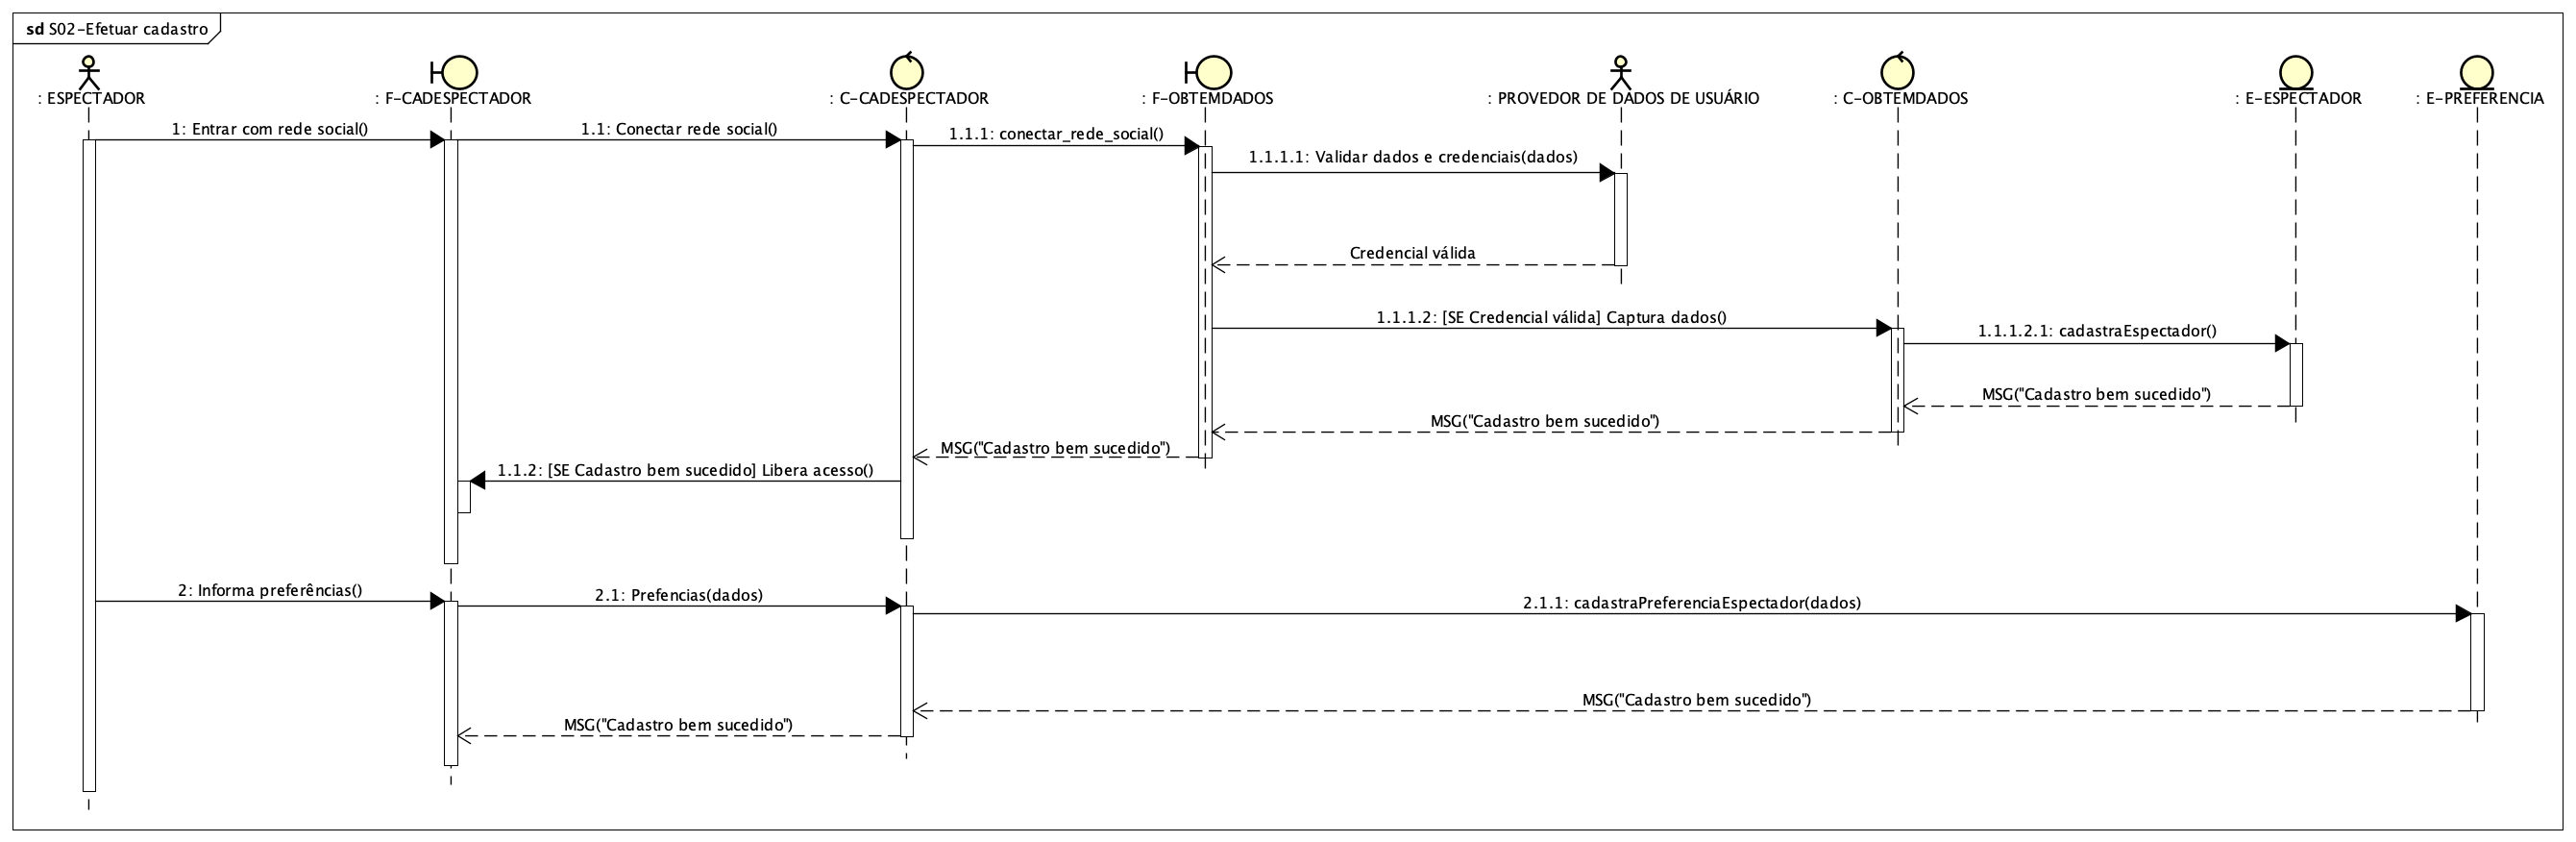 sd S02-Efetuar cadastro
: ESPECTADOR
: F-CADESPECTADOR
: C-CADESPECTADOR
: F-OBTEMDADOS
: PROVEDOR DE DADOS DE USUÁRIO
: C-OBTEMDADOS
: E-ESPECTADOR
: E-PREFERENCIA
1: Entrar com rede social()
1.1: Conectar rede social()
1.1.1: conectar_rede_social()
1.1.1.1: Validar dados e credenciais(dados)
Credencial válida
1.1.1.2: [SE Credencial válida] Captura dados()
1.1.1.2.1: cadastraEspectador()
MSG("Cadastro bem sucedido")
MSG("Cadastro bem sucedido")
MSG("Cadastro bem sucedido")
1.1.2: [SE Cadastro bem sucedido] Libera acesso()
2: Informa preferências()
2.1: Prefencias(dados)
2.1.1: cadastraPreferenciaEspectador(dados)
MSG("Cadastro bem sucedido")
MSG("Cadastro bem sucedido")